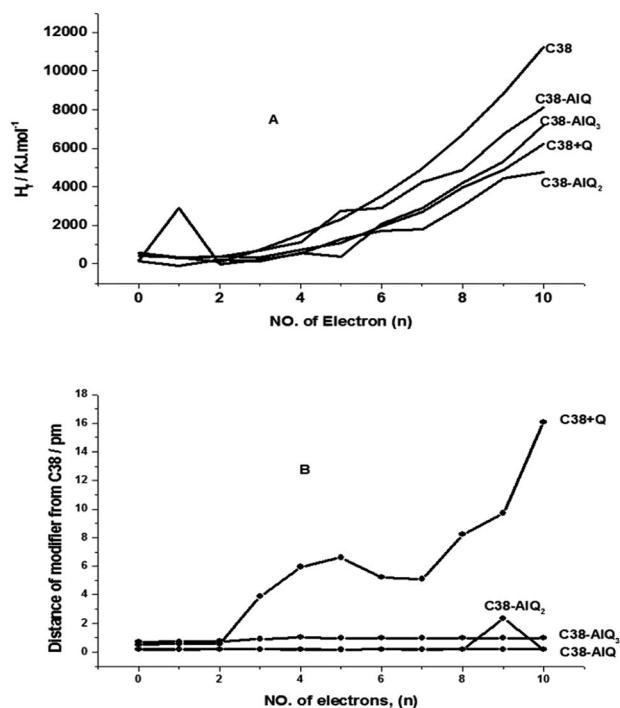 12000
10000
8000
6000
4000
2000
0
Hf / KJ.mol-1
A
C38
C38-AlQ
C38-AlQ3
C38+Q
C38-AlQ2
0 2 4 6 8 10
NO. of Electron (n)
18
16
14
12
10
8
6
4
2
0
Distance of modifier from C38 / pm
B
C38+Q
C38-AlQ2
C38-AlQ3
C38-AlQ
0 2 4 6 8 10
NO. of electrons, (n)